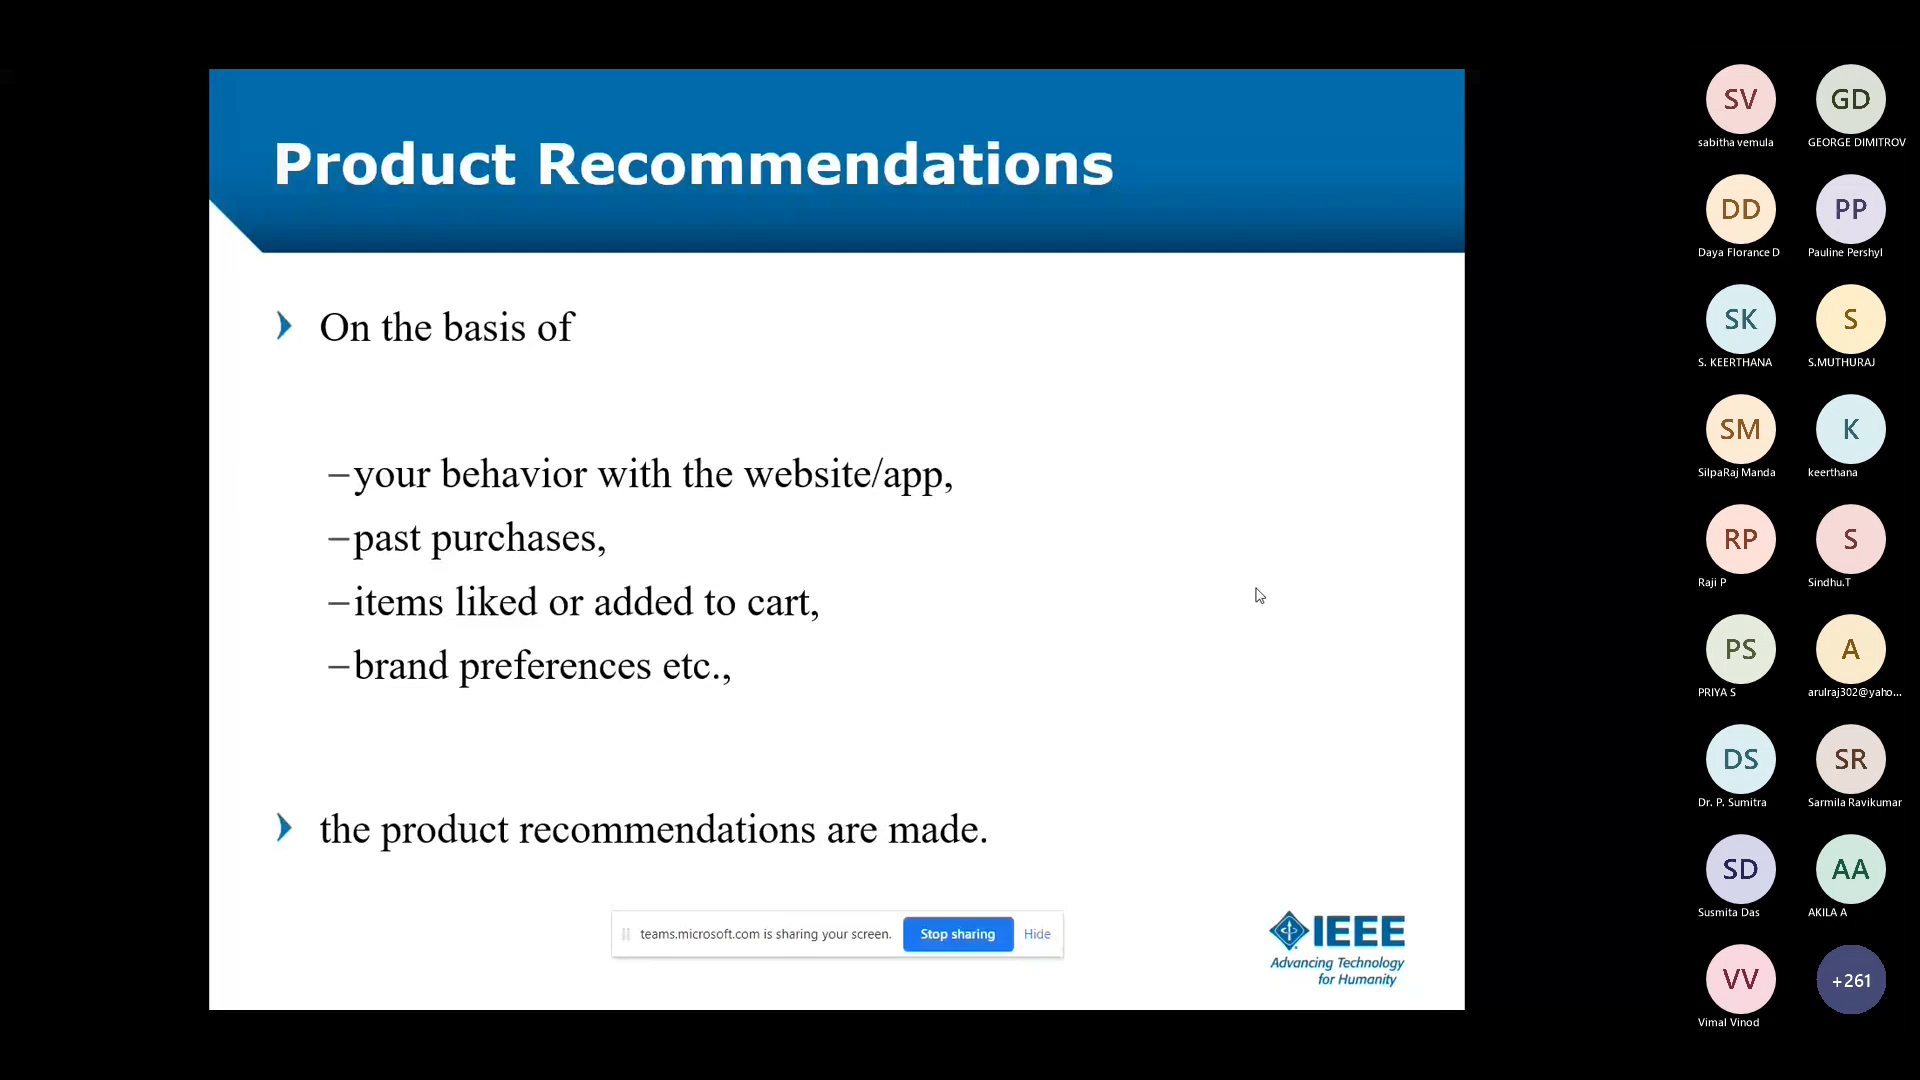 Product Recommendations
On the basis of
–your behavior with the website/app,
–past purchases,
–items liked or added to cart,
–brand preferences etc.,
the product recommendations are made.
teams.microsoft.com is sharing your screen. Stop sharing Hide
IEEE
Advancing Technology
for Humanity
SV GD
sabitha vemula GEORGE DIMITROV
DD PP
Daya Florance D Pauline Pershyl
SK S
S. KEERTHANA S.MUTHURAJ
SM K
SilpaRaj Manda keerthana
RP S
Raji P Sindhu.T
PS A
PRIYA S arulraj302@yaho...
DS SR
Dr. P. Sumitra Sarmila Ravikumar
SD AA
Susmita Das AKILA A
VV +261
Vimal Vinod